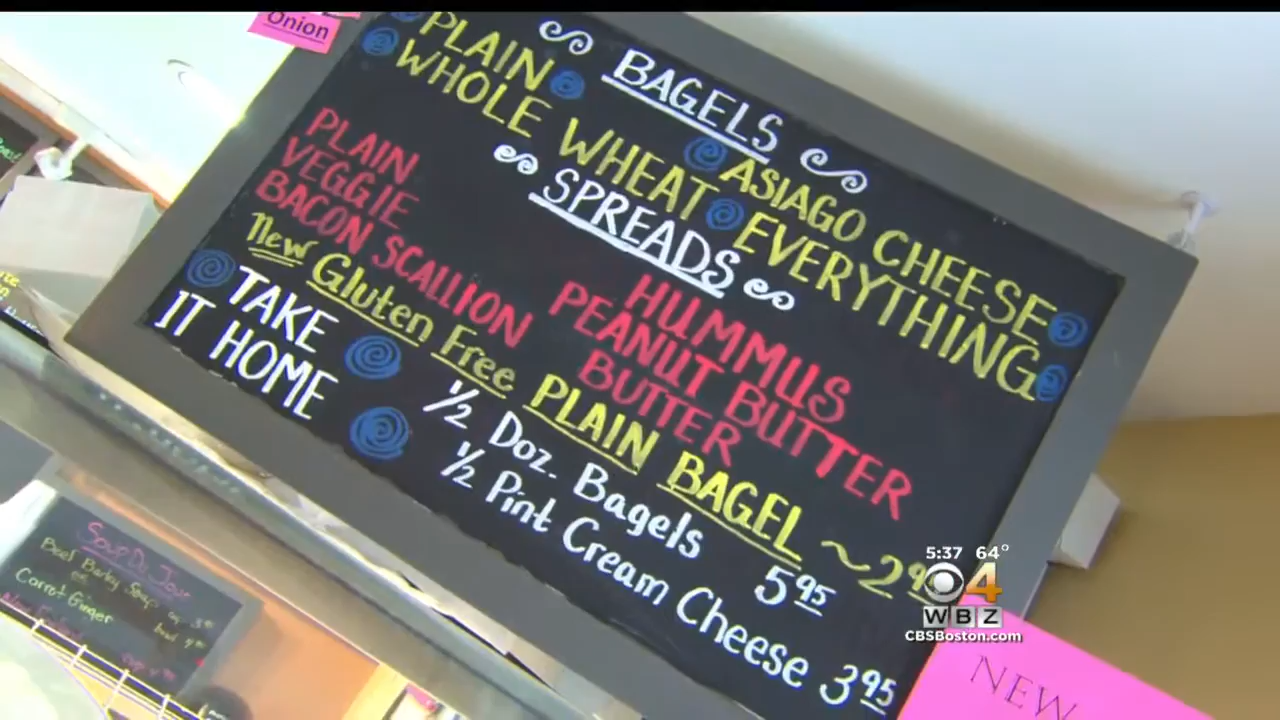 Onion
BAGELS
PLAIN ASIAGO CHEESE
WHOLE WHEAT EVERYTHING
SPREADS
PLAIN HUMMUS
VEGGIE PEANUT BUTTER
BACON SCALLION BUTTER
New Gluten Free PLAIN BAGEL ~2
TAKE
IT HOME
1/2 Doz. Bagels 5 95
1/2 Pint Cream Cheese 3 95
Soup Du Jour
Beef Barley Soup
Carrot Ginger
5:37 64°
4
WBZ
CBSBoston.com
NEW